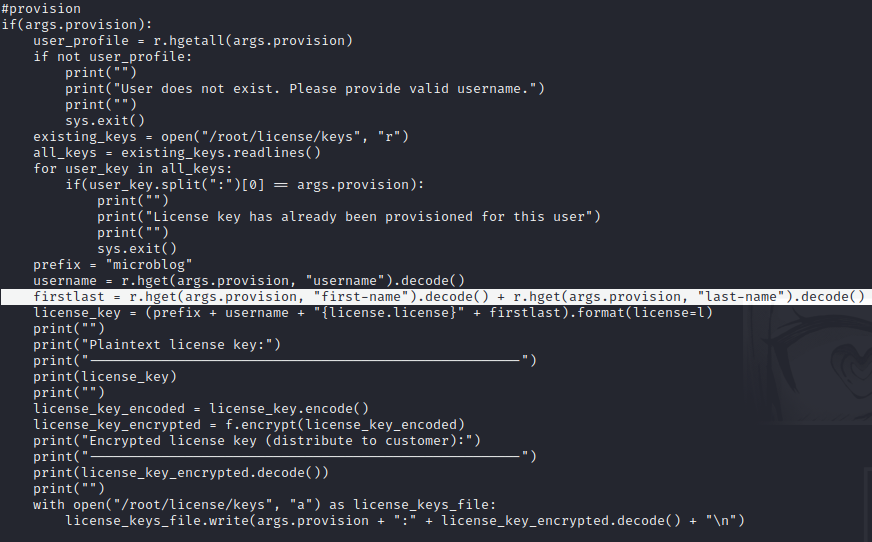 #provision
if(args.provision):
    user_profile = r.hgetall(args.provision)
    if not user_profile:
        print("")
        print("User does not exist. Please provide valid username.")
        print("")
        sys.exit()
    existing_keys = open("/root/license/keys", "r")
    all_keys = existing_keys.readlines()
    for user_key in all_keys:
        if(user_key.split(":")[0] == args.provision):
            print("")
            print("License key has already been provisioned for this user")
            print("")
            sys.exit()
    prefix = "microblog"
    username = r.hget(args.provision, "username").decode()
    firstlast = r.hget(args.provision, "first-name").decode() + r.hget(args.provision, "last-name").decode()
    license_key = (prefix + username + "{license.license}" + firstlast).format(license=l)
    print("")
    print("Plaintext license key:")
    print("------------------------------------------------------")
    print(license_key)
    print("")
    license_key_encoded = license_key.encode()
    license_key_encrypted = f.encrypt(license_key_encoded)
    print("Encrypted license key (distribute to customer):")
    print("------------------------------------------------------")
    print(license_key_encrypted.decode())
    print("")
    with open("/root/license/keys", "a") as license_keys_file:
        license_keys_file.write(args.provision + ":" + license_key_encrypted.decode() + "\n")